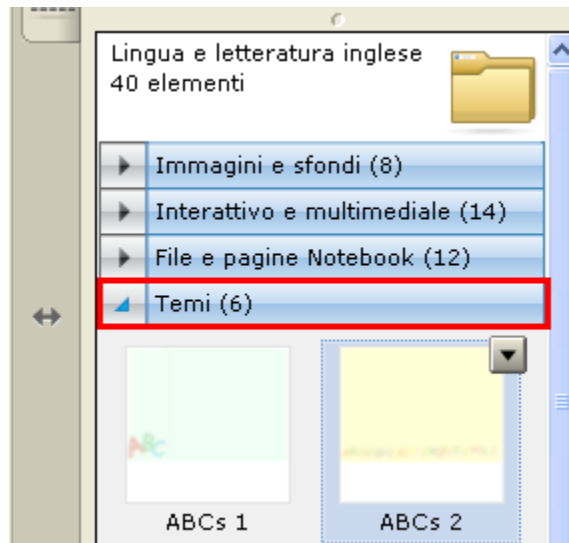 Lingua e letteratura inglese
40 elementi
Immagini e sfondi (8)
Interattivo e multimediale (14)
File e pagine Notebook (12)
Temi (6)
ABC
ABCs 1
ABCs 2